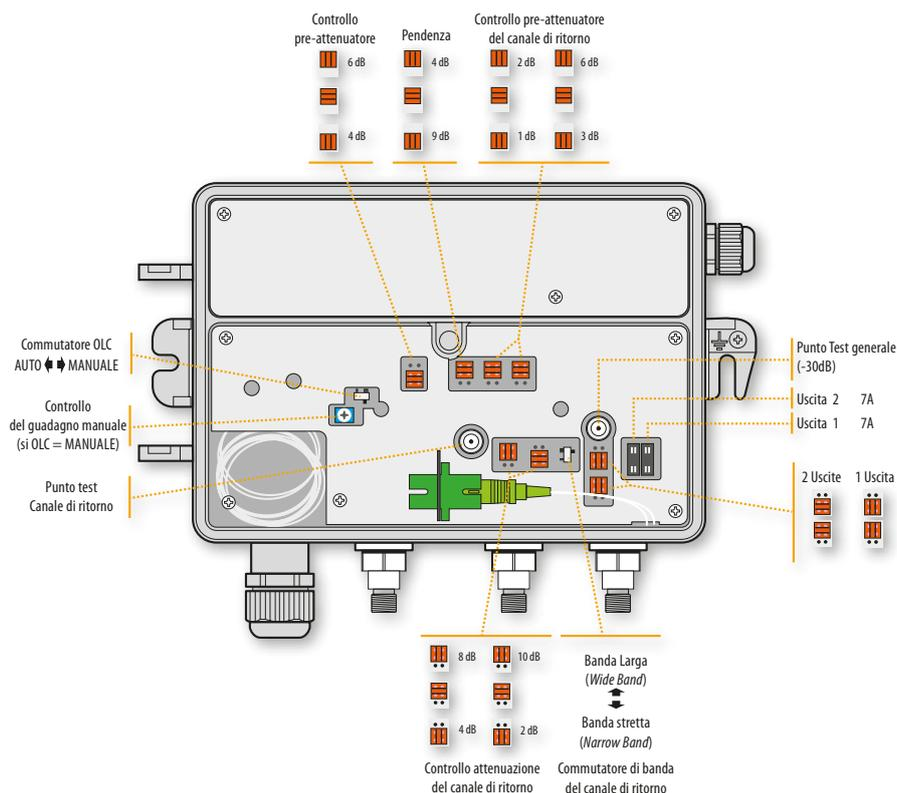 Controllo
pre-attenuatore
6 dB
4 dB
Pendenza
4 dB
9 dB
Controllo pre-attenuatore
del canale di ritorno
2 dB
6 dB
1 dB
3 dB
Commutatore OLC
AUTO MANUALE
Controllo
del guadagno manuale
(si OLC = MANUALE)
Punto test
Canale di ritorno
Punto Test generale
(-30dB)
Uscita 2 7A
Uscita 1 7A
2 Uscite
1 Uscita
8 dB
10 dB
4 dB
2 dB
Controllo attenuazione
del canale di ritorno
Banda Larga
(Wide Band)
Banda stretta
(Narrow Band)
Commutatore di banda
del canale di ritorno